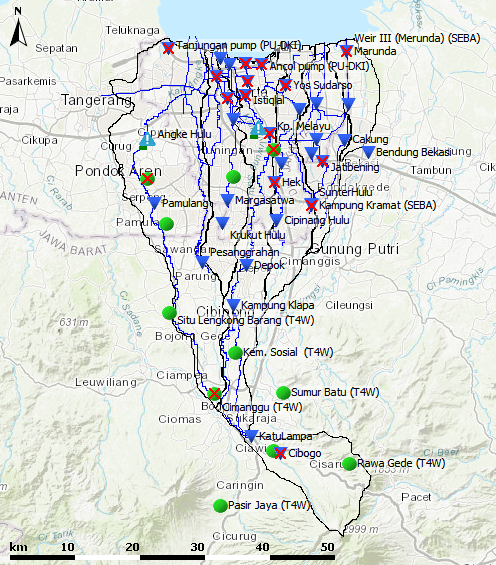 N
Teluknaga
Weir III (Merunda) (SEBA)
Sepatan
Tanjungan pump (PU-DKI)
Marunda
Ancol pump (PU-DKI)
Pasarkemis
Yos Sudarso
Tangerang
Istiqlal
Kp. Melayu
Cikupa
Angke Hulu
Cakung
Curug
Bendung Bekasi
Pondok Aren
Jatibening
Tambun
Hek
Serpong
Sunter Hulu
Pamulang
Margasatwa
Kampung Kramat (SEBA)
Cipinang Hulu
JAWA BARAT
Krukut Hulu
Sawangan
Gunung Putri
Pesanggrahan
Cimanggis
Depok
Parung
Cileungsi
Kampung Klapa
Cibinong
631 m
Situ Lengkong Barang (T4W)
Bojong Gede
Kem. Sosial (T4W)
Leuwiliang
Ciampea
Sumur Batu (T4W)
Cimanggu (T4W)
Ciomas
Sukaraja
KatuLampa
Ciawi
Cibogo
Cisarua
Rawa Gede (T4W)
Caringin
Pacet
Pasir Jaya (T4W)
Cicurug
km 10 20 30 40 50